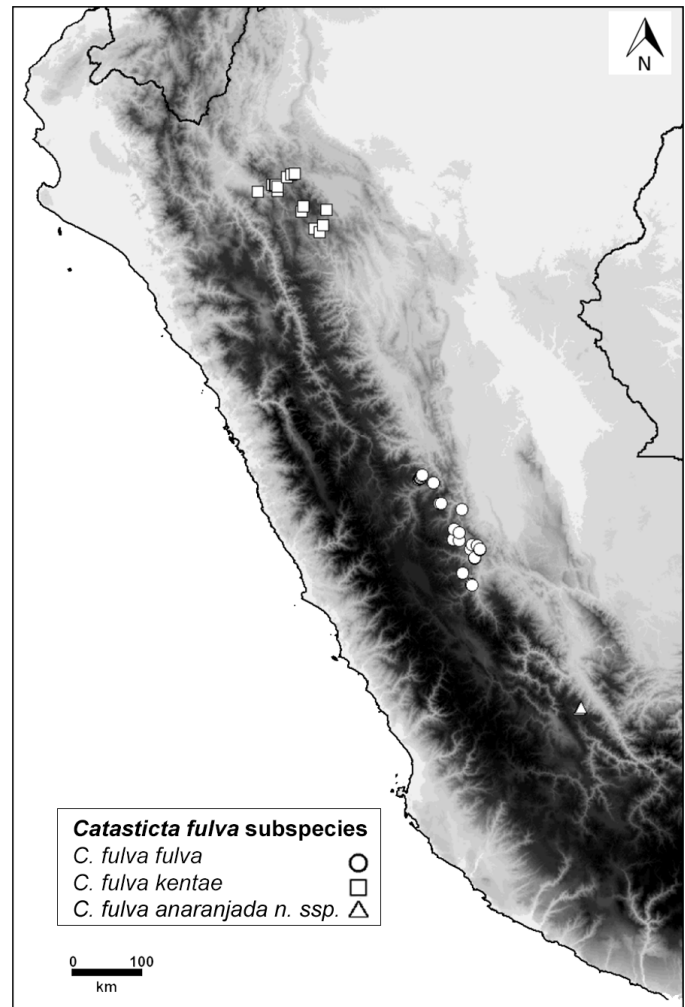 N
Catasticta fulva subspecies
C. fulva fulva
C. fulva kentae
C. fulva anaranjada n. ssp.
0 100
km